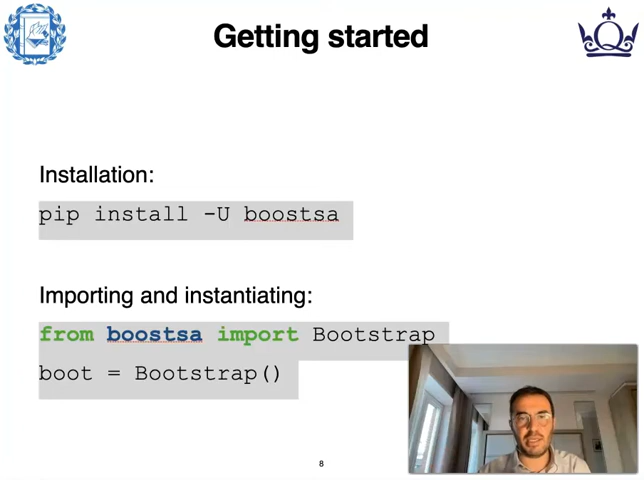 Getting started
Installation:
pip install -U boostsa
Importing and instantiating:
from boostsa import Bootstrap
boot = Bootstrap()
8